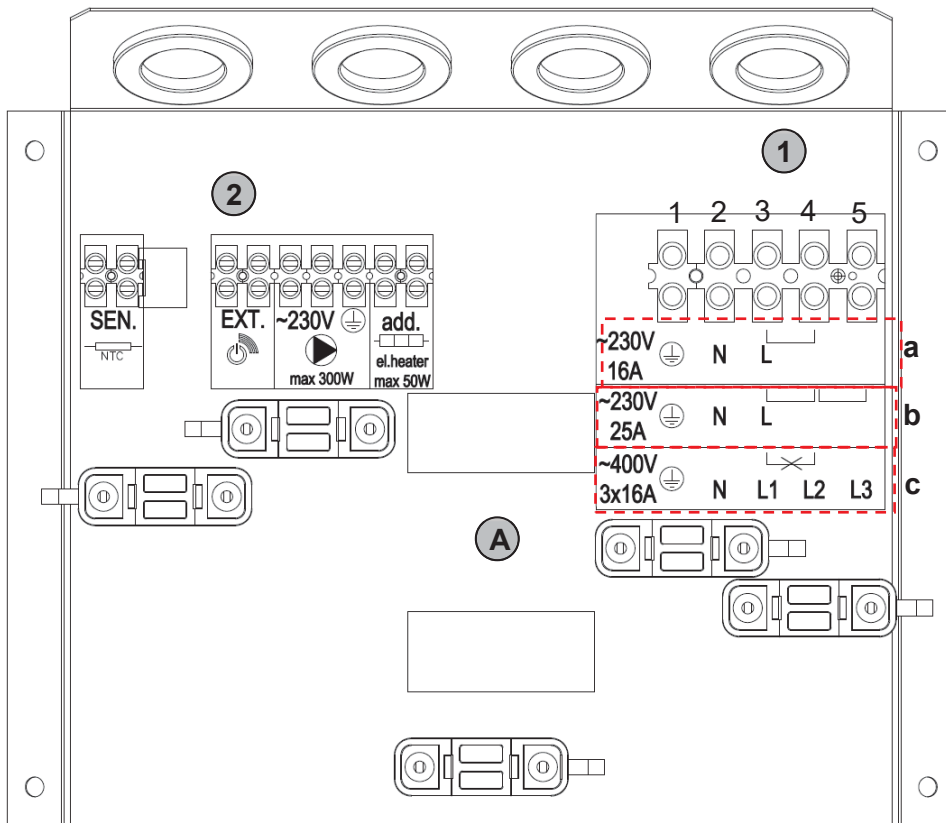 1
2
1 2 3 4 5
SEN.
NTC
EXT. ~230V add.
el.heater
max 300W max 50W
~230V N L a
16A
~230V N L b
25A
~400V N L1 L2 L3 c
3x16A
A